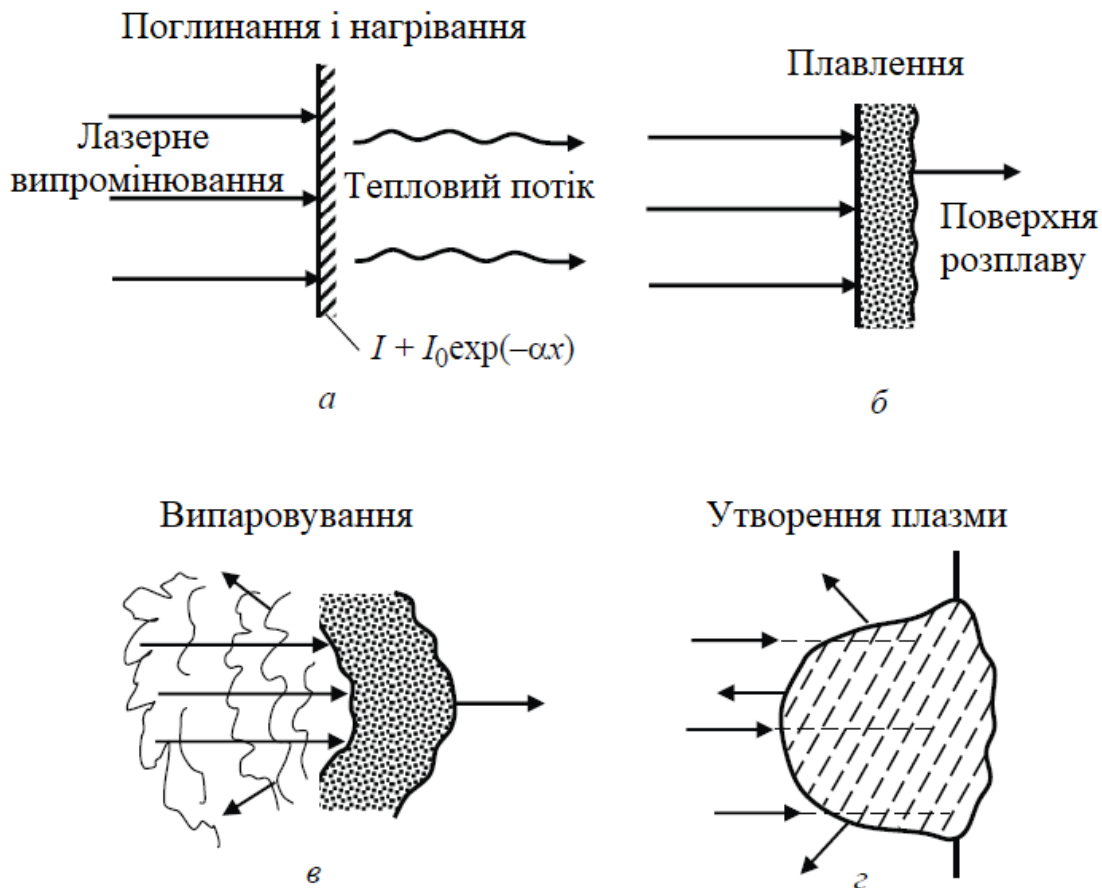 Поглинання і нагрівання
Лазерне
випромінювання
Тепловий потік
I + I₀exp(–αx)
а
Плавлення
Поверхня
розплаву
б
Випаровування
в
Утворення плазми
г